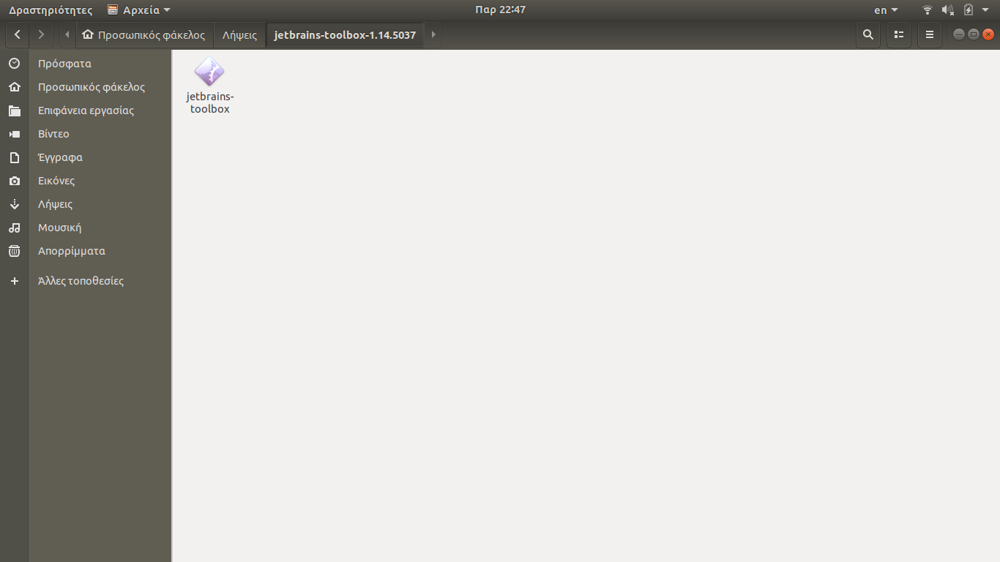 Δραστηριότητες Αρχεία Παρ 22:47 en
Προσωπικός φάκελος Λήψεις jetbrains-toolbox-1.14.5037
Πρόσφατα
Προσωπικός φάκελος
Επιφάνεια εργασίας
Βίντεο
Έγγραφα
Εικόνες
Λήψεις
Μουσική
Απορρίμματα
Άλλες τοποθεσίες
jetbrains-
toolbox